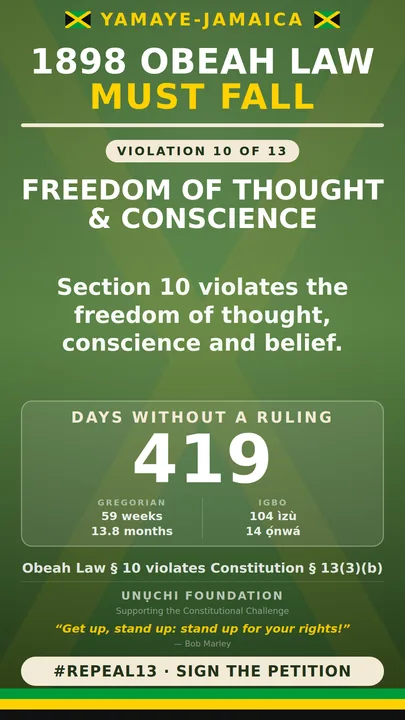 YAMAYE-JAMAICA
1898 OBEAH LAW
MUST FALL
VIOLATION 10 OF 13
FREEDOM OF THOUGHT
& CONSCIENCE
Section 10 violates the
freedom of thought,
conscience and belief.
DAYS WITHOUT A RULING
419
GREGORIAN
59 weeks
13.8 months
IGBO
104 ìzù
14 ọ́nwá
Obeah Law § 10 violates Constitution § 13(3)(b)
UNỤCHI FOUNDATION
Supporting the Constitutional Challenge
“Get up, stand up: stand up for your rights!”
— Bob Marley
#REPEAL13 · SIGN THE PETITION